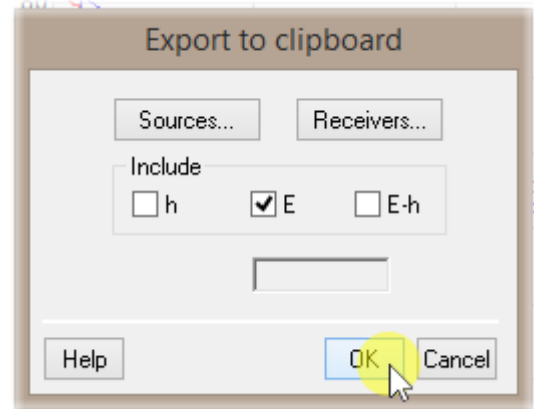 Export to clipboard
Sources... Receivers...
Include
h E E-h
Help OK Cancel